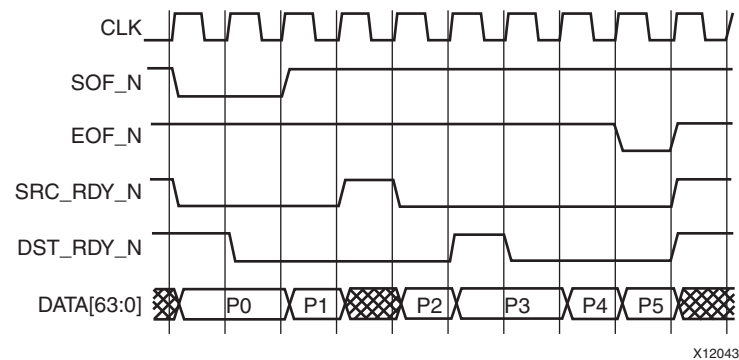 CLK
SOF_N
EOF_N
SRC_RDY_N
DST_RDY_N
DATA[63:0] P0 P1 P2 P3 P4 P5
X12043